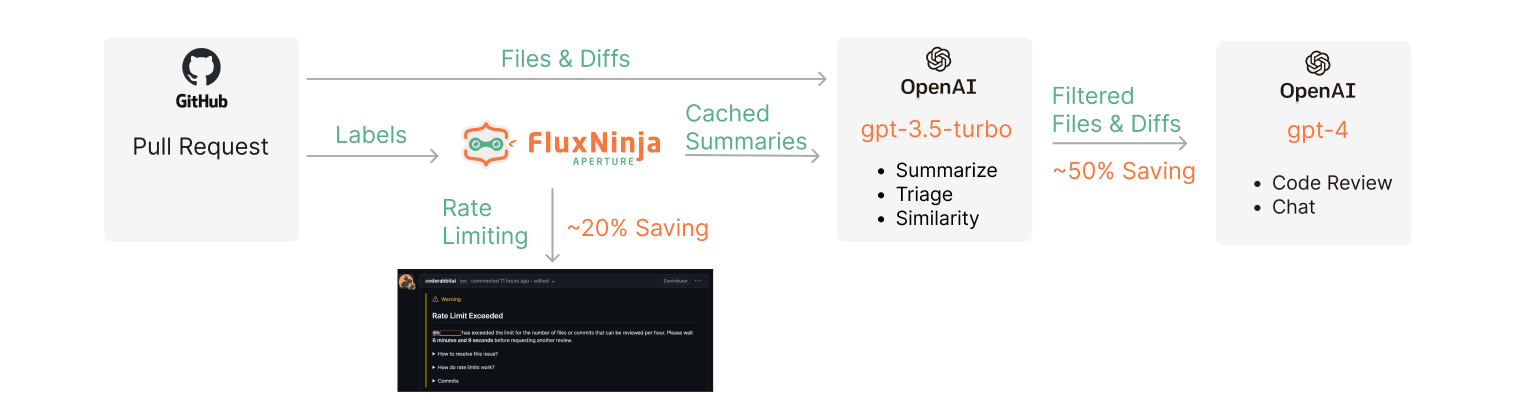 GitHub
Pull Request
Files & Diffs
Labels
FluxNinja
APERTURE
Cached
Summaries
Rate
Limiting
~20% Saving
coderabbitai bot commented 11 hours ago · edited
Contributor ···
Warning
Rate Limit Exceeded
has exceeded the limit for the number of files or commits that can be reviewed per hour. Please wait
6 minutes and 9 seconds before requesting another review.
How to resolve this issue?
How do rate limits work?
Commits
OpenAI
gpt-3.5-turbo
• Summarize
• Triage
• Similarity
Filtered
Files & Diffs
~50% Saving
OpenAI
gpt-4
• Code Review
• Chat